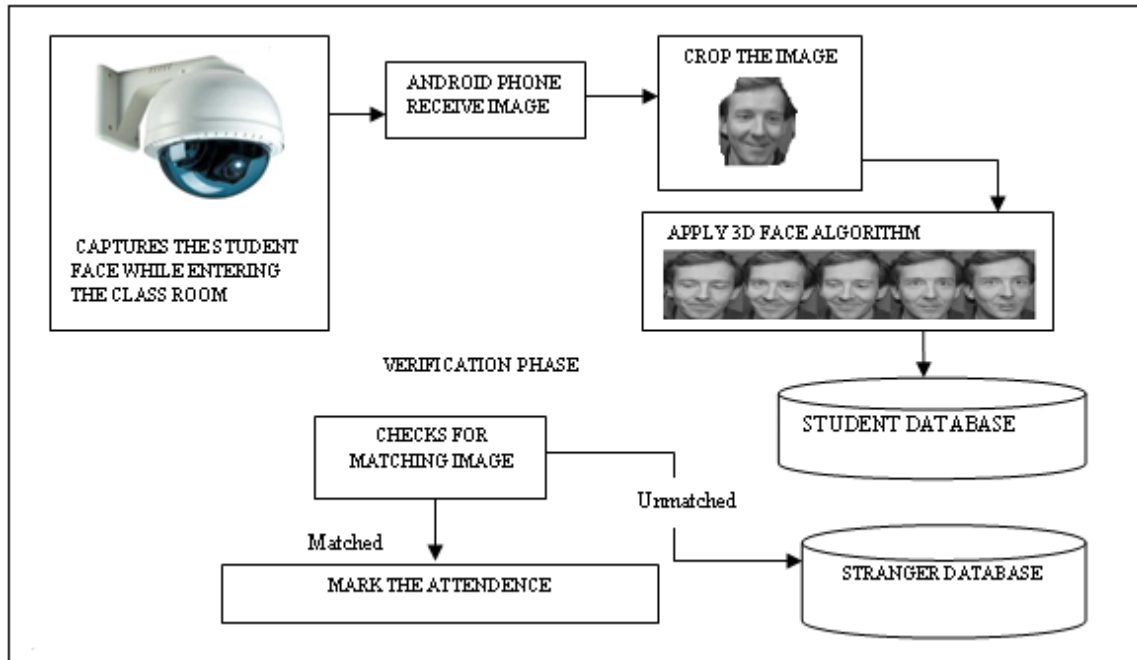 CAPTURES THE STUDENT
FACE WHILE ENTERING
THE CLASS ROOM
ANDROID PHONE
RECEIVE IMAGE
CROP THE IMAGE
APPLY 3D FACE ALGORITHM
STUDENT DATABASE
VERIFICATION PHASE
CHECKS FOR
MATCHING IMAGE
Unmatched
Matched
MARK THE ATTENDENCE
STRANGER DATABASE